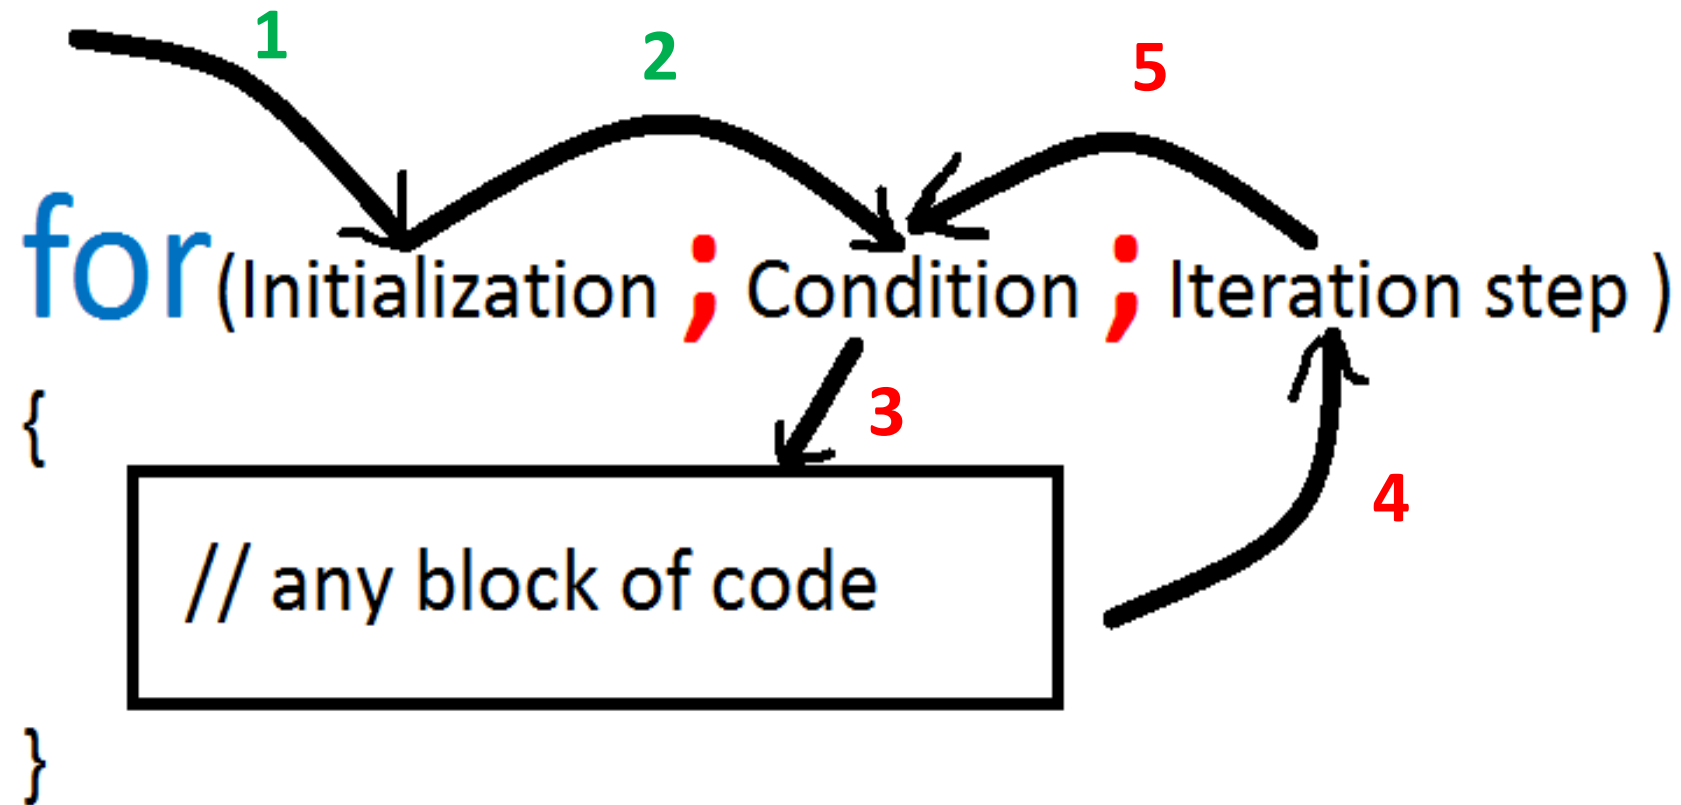 1 2 5
for(Initialization ; Condition ; Iteration step )
{ 3
4
// any block of code
}